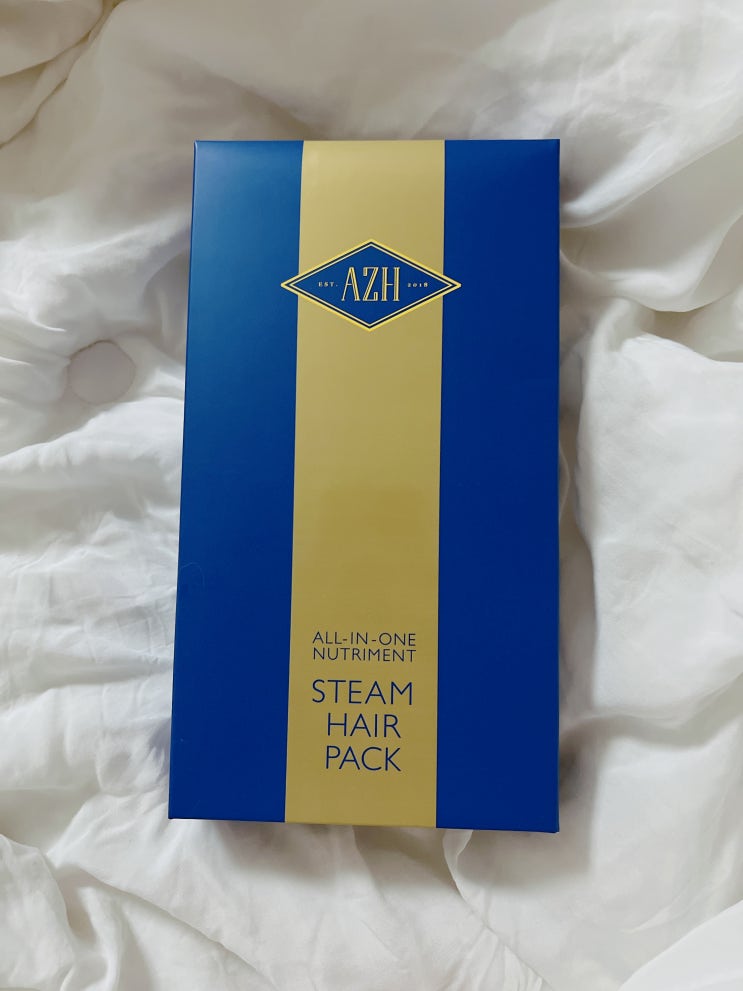 EST. AZH 2018
ALL-IN-ONE
NUTRIMENT
STEAM
HAIR
PACK